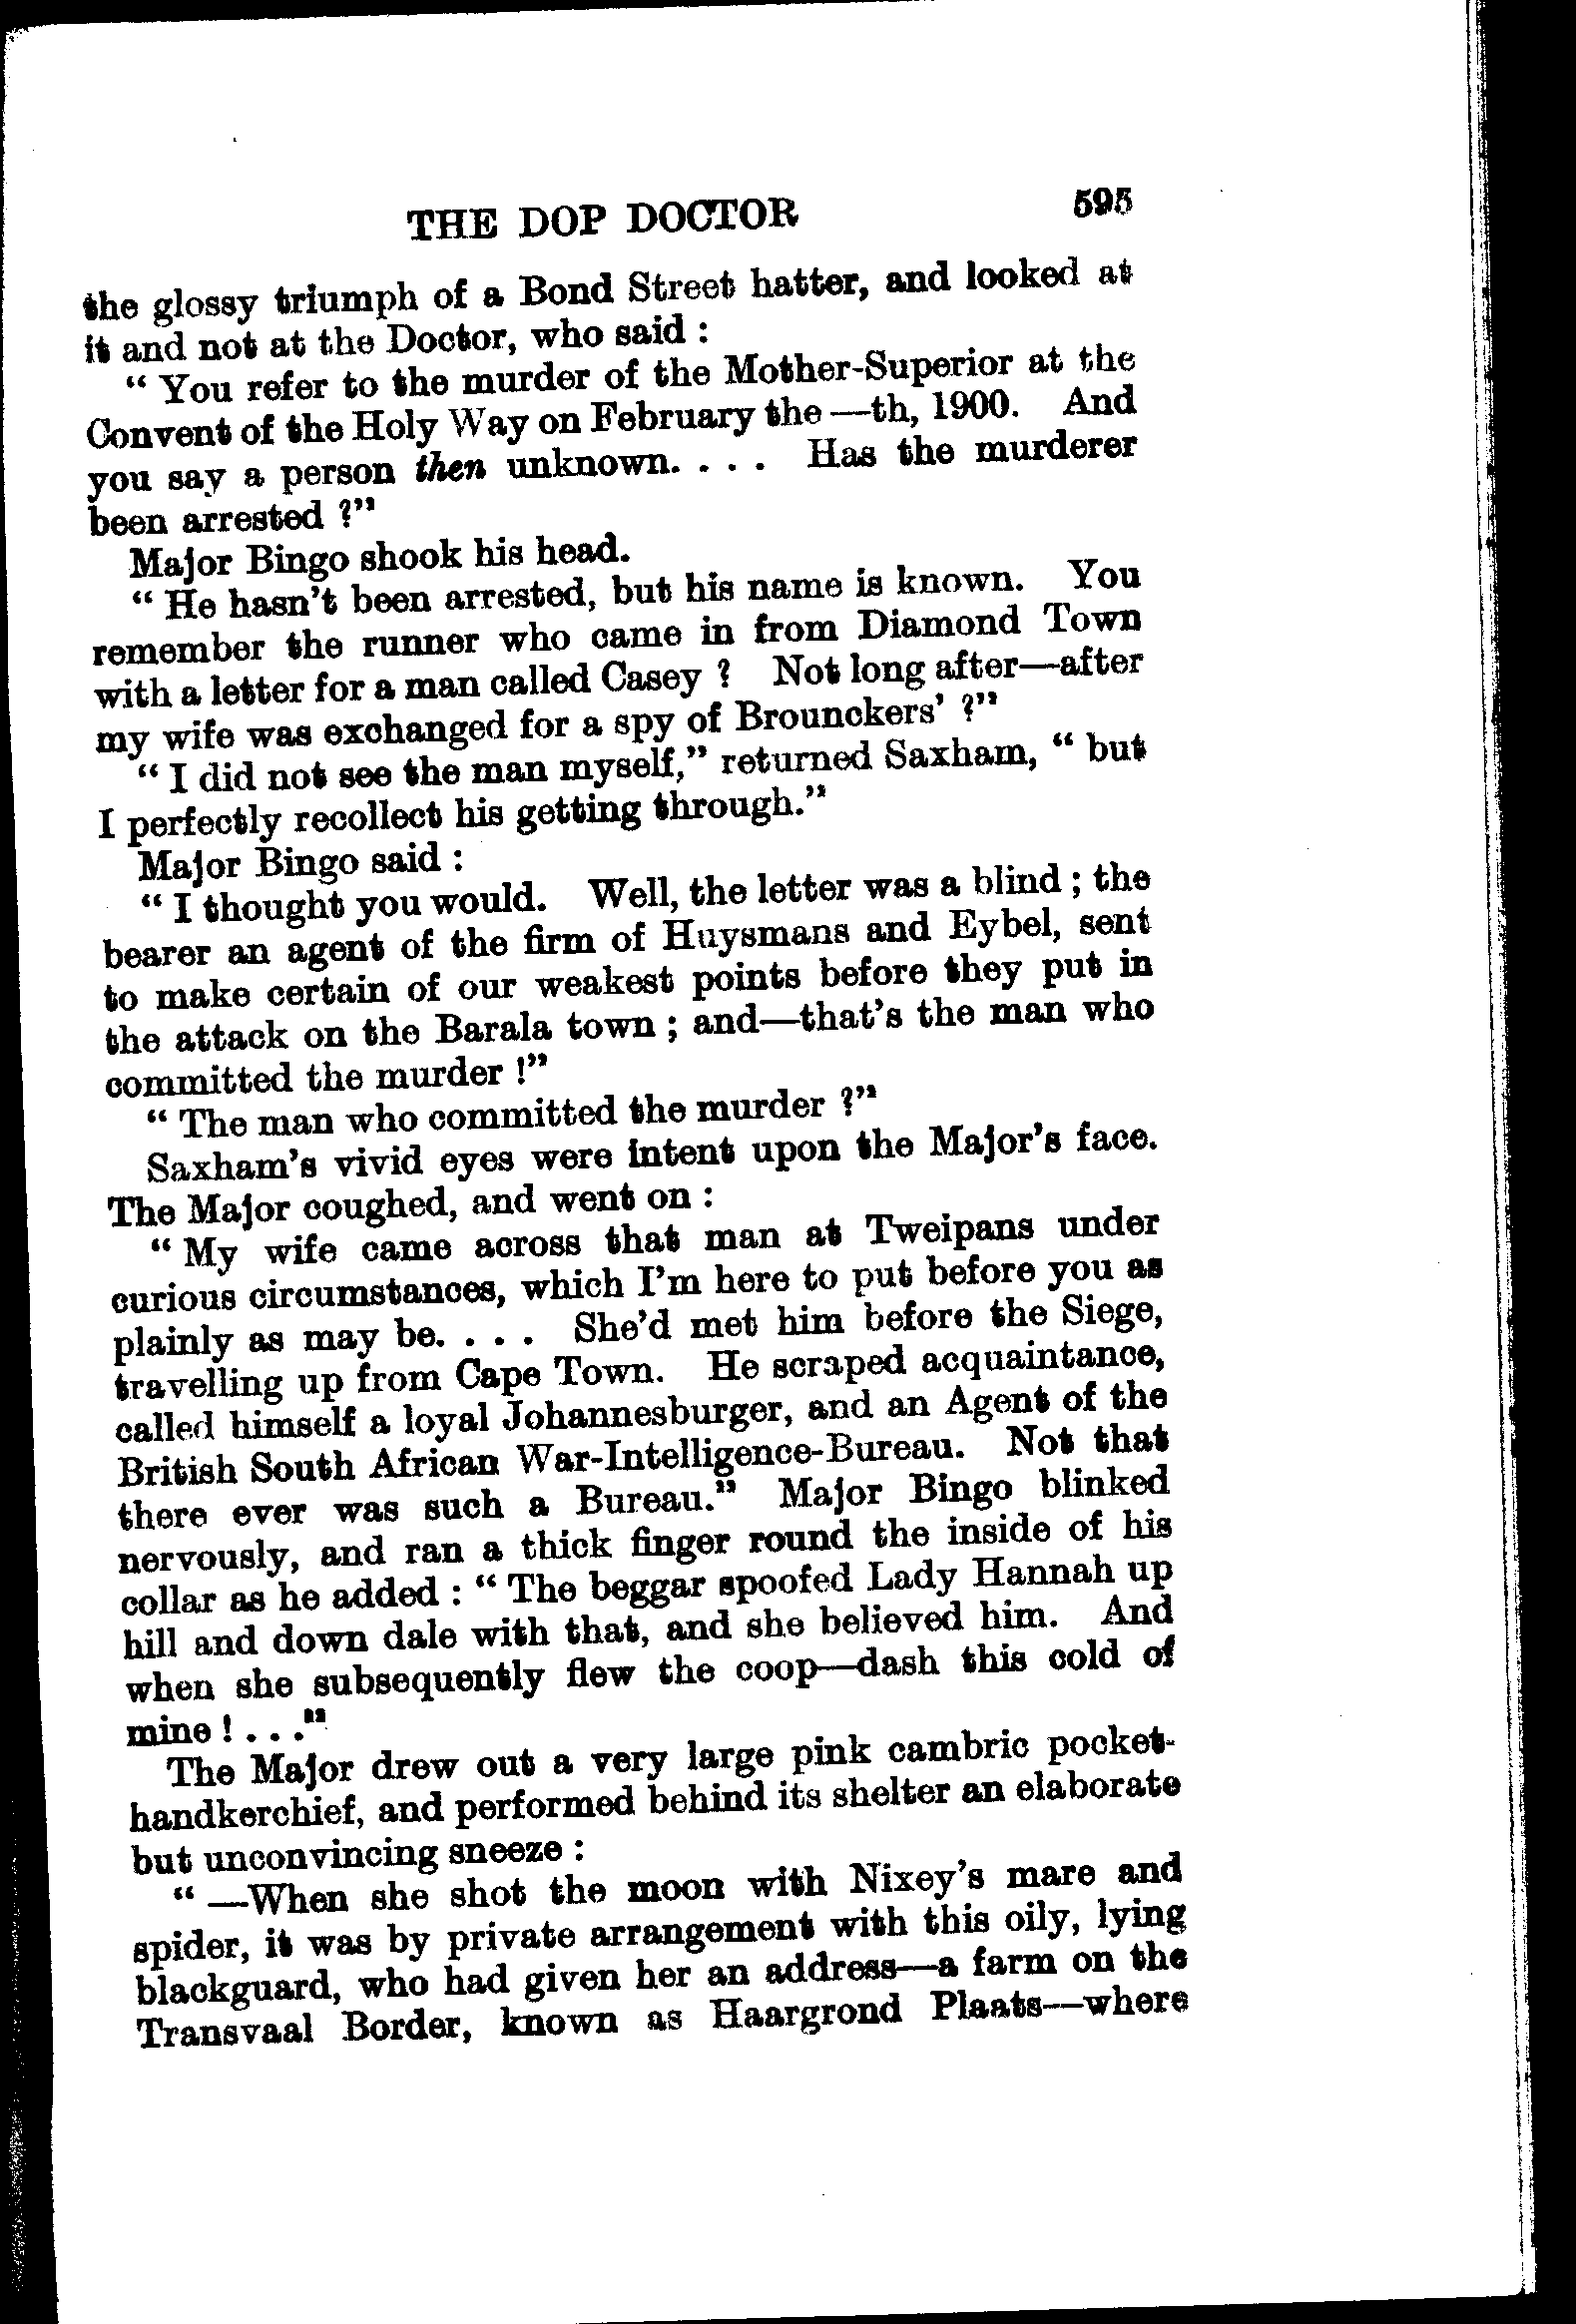 THE DOP DOCTOR 595
the glossy triumph of a Bond Street hatter, and looked at
it and not at the Doctor, who said :
" You refer to the murder of the Mother-Superior at the
Convent of the Holy Way on February the —th, 1900. And
you say a person then unknown. . . . Has the murderer
been arrested ?"
Major Bingo shook his head.
" He hasn't been arrested, but his name is known. You
remember the runner who came in from Diamond Town
with a letter for a man called Casey ? Not long after—after
my wife was exchanged for a spy of Brounckers' ?"
" I did not see the man myself," returned Saxham, " but
I perfectly recollect his getting through."
Major Bingo said :
" I thought you would. Well, the letter was a blind ; the
bearer an agent of the firm of Huysmans and Eybel, sent
to make certain of our weakest points before they put in
the attack on the Barala town ; and—that's the man who
committed the murder !"
" The man who committed the murder ?"
Saxham's vivid eyes were intent upon the Major's face.
The Major coughed, and went on :
" My wife came across that man at Tweipans under
curious circumstances, which I'm here to put before you as
plainly as may be. . . . She'd met him before the Siege,
travelling up from Cape Town. He scraped acquaintance,
called himself a loyal Johannesburger, and an Agent of the
British South African War-Intelligence-Bureau. Not that
there ever was such a Bureau." Major Bingo blinked
nervously, and ran a thick finger round the inside of his
collar as he added : " The beggar spoofed Lady Hannah up
hill and down dale with that, and she believed him. And
when she subsequently flew the coop—dash this cold of
mine ! . . ."
The Major drew out a very large pink cambric pocket-
handkerchief, and performed behind its shelter an elaborate
but unconvincing sneeze :
" —When she shot the moon with Nixey's mare and
spider, it was by private arrangement with this oily, lying
blackguard, who had given her an address—a farm on the
Transvaal Border, known as Haargrond Plaats—where